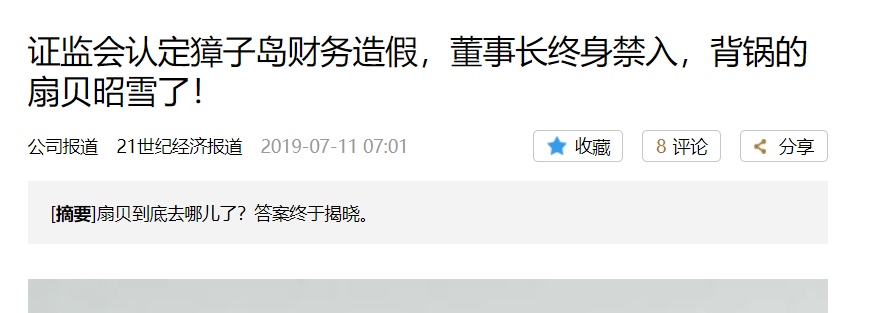 证监会认定獐子岛财务造假，董事长终身禁入，背锅的
扇贝昭雪了！
公司报道 21世纪经济报道 2019-07-11 07:01 收藏 8 评论 分享
[摘要]扇贝到底去哪儿了？答案终于揭晓。